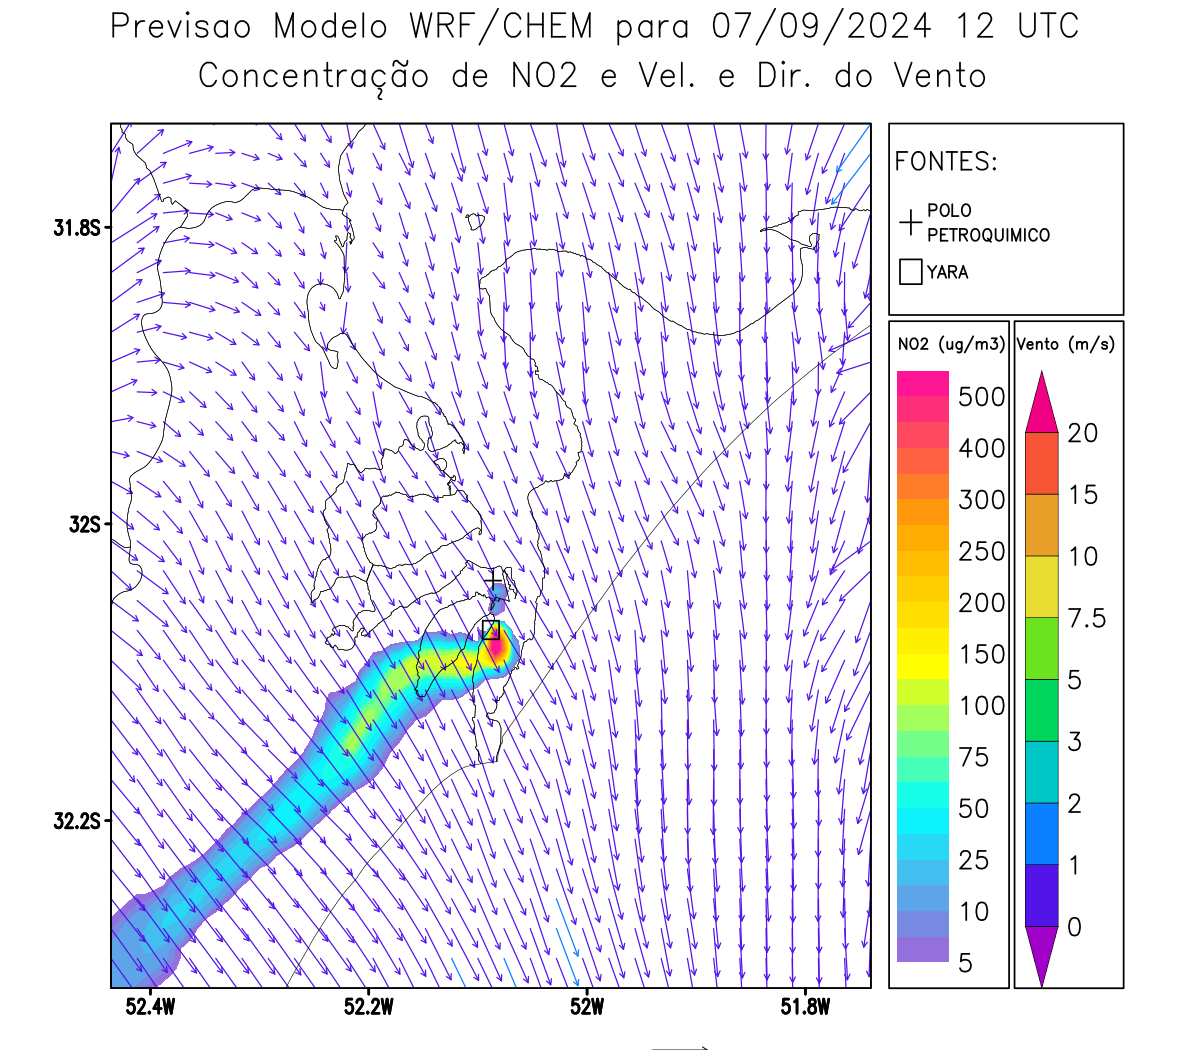 Previsao Modelo WRF/CHEM para 07/09/2024 12 UTC
Concentração de NO2 e Vel. e Dir. do Vento
FONTES:
POLO
PETROQUIMICO
YARA
NO2 (ug/m3)
500
400
300
250
200
150
100
75
50
25
10
5
Vento (m/s)
20
15
10
7.5
5
3
2
1
0
31.8S
32S
32.2S
52.4W
52.2W
52W
51.8W